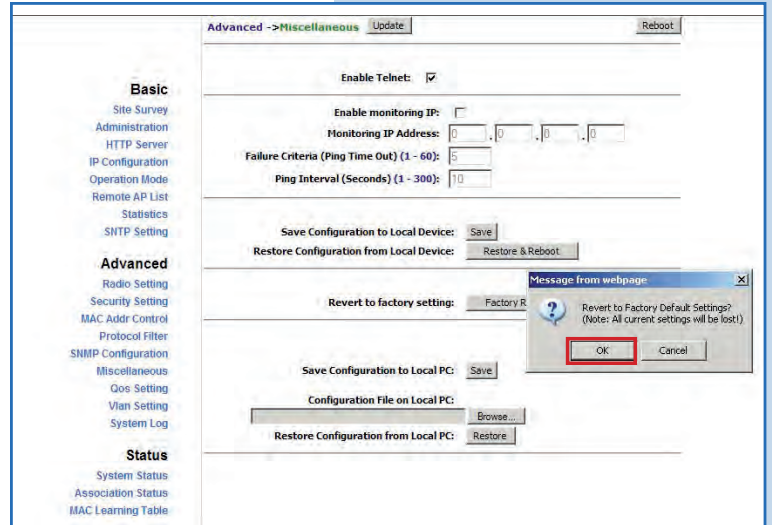 Advanced ->Miscellaneous Update Reboot
Enable Telnet:
Basic
Site Survey
Administration
HTTP Server
IP Configuration
Operation Mode
Remote AP List
Statistics
SNTP Setting
Advanced
Radio Setting
Security Setting
MAC Addr Control
Protocol Filter
SNMP Configuration
Miscellaneous
Qos Setting
Vlan Setting
System Log
Status
System Status
Association Status
MAC Learning Table
Enable monitoring IP:
Monitoring IP Address: 0 . 0 . 0 . 0
Failure Criteria (Ping Time Out) (1 - 60): 5
Ping Interval (Seconds) (1 - 300): 10
Save Configuration to Local Device: Save
Restore Configuration from Local Device: Restore & Reboot
Revert to factory setting: Factory R
Save Configuration to Local PC: Save
Configuration File on Local PC:
Browse...
Restore Configuration from Local PC: Restore
Message from webpage
Revert to Factory Default Settings?
(Note: All current settings will be lost!)
OK Cancel